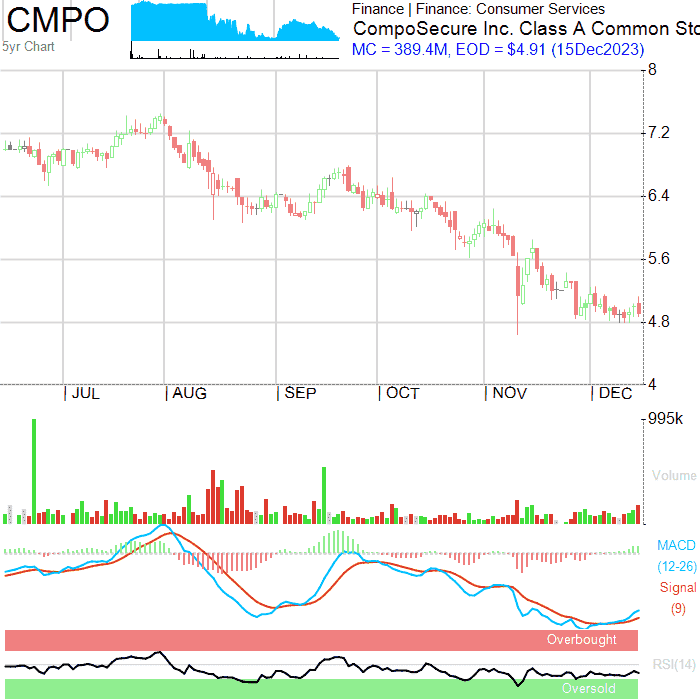 CMPO
5yr Chart
Finance | Finance: Consumer Services
CompoSecure Inc. Class A Common Sto
MC = 389.4M, EOD = $4.91 (15Dec2023)
8
7.2
6.4
5.6
4.8
4
JUL AUG SEP OCT NOV DEC
995k
Volume
MACD
(12-26)
Signal
(9)
Overbought
RSI(14)
Oversold